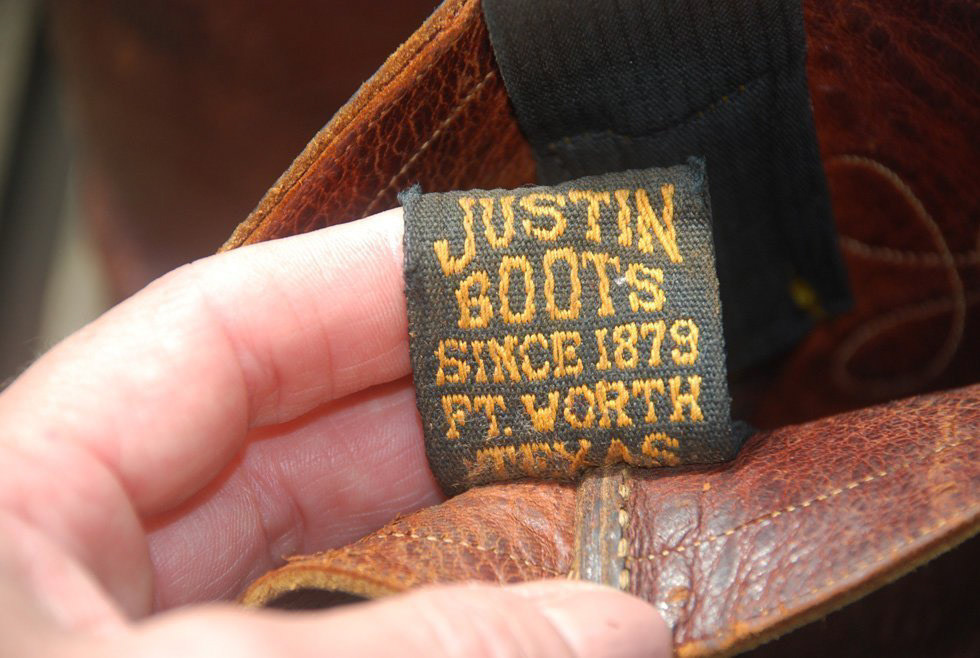 JUSTIN
BOOTS
SINCE 1879
FT. WORTH
TEXAS